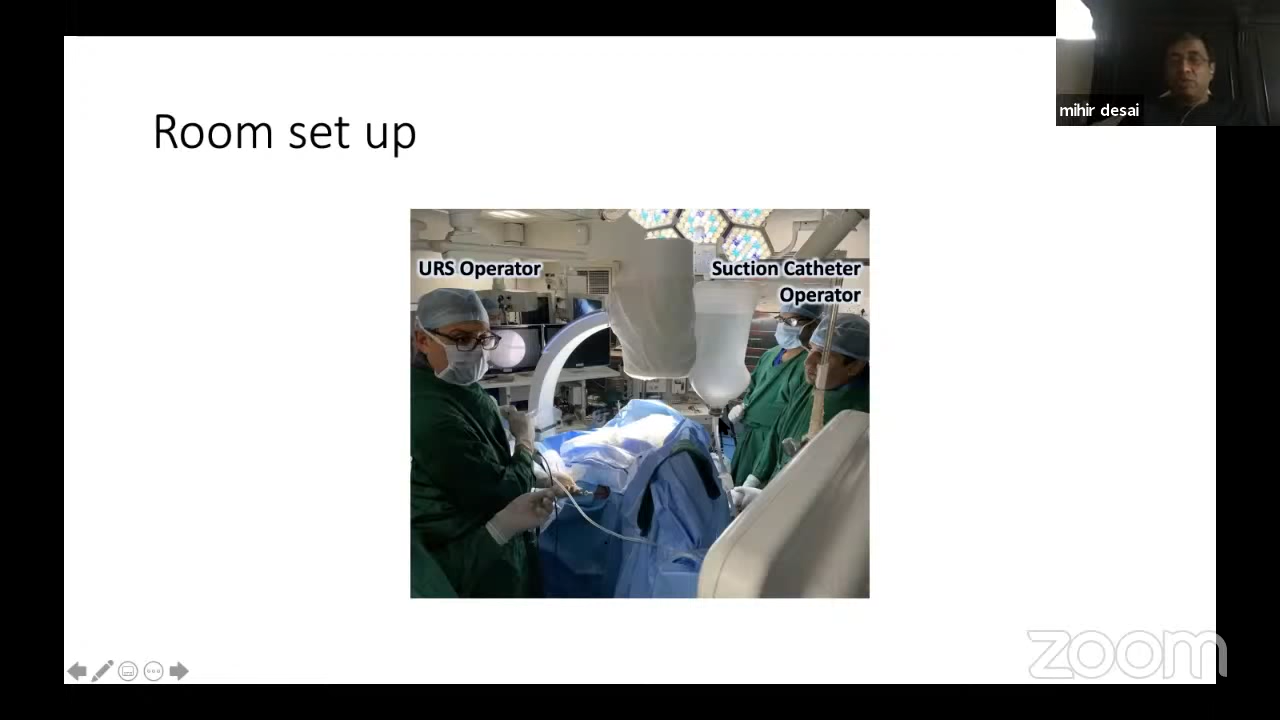 mihir desai
Room set up
URS Operator
Suction Catheter
Operator
zoom